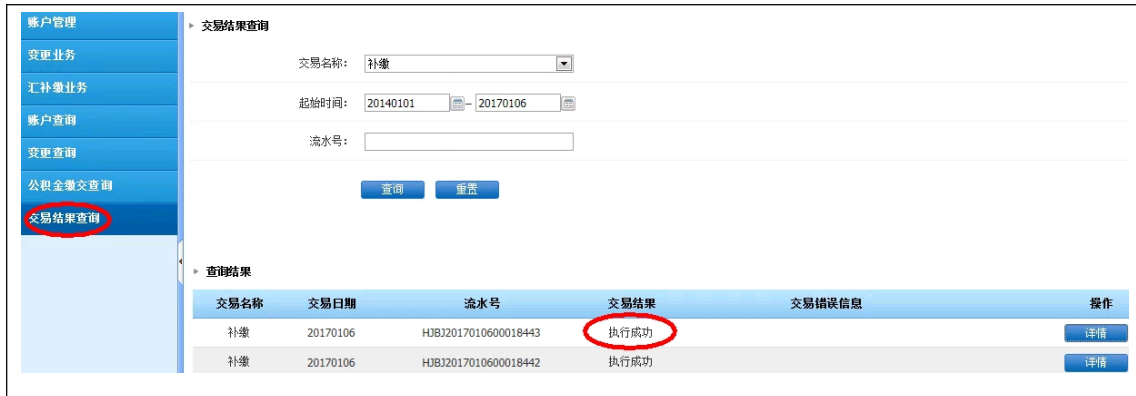 账户管理
变更业务
汇补缴业务
账户查询
变更查询
公积金缴交查询
交易结果查询
交易结果查询
交易名称： 补缴
起始时间： 20140101 – 20170106
流水号：
查询 重置
查询结果
交易名称 交易日期 流水号 交易结果 交易错误信息 操作
补缴 20170106 HJBJ2017010600018443 执行成功 详情
补缴 20170106 HJBJ2017010600018442 执行成功 详情